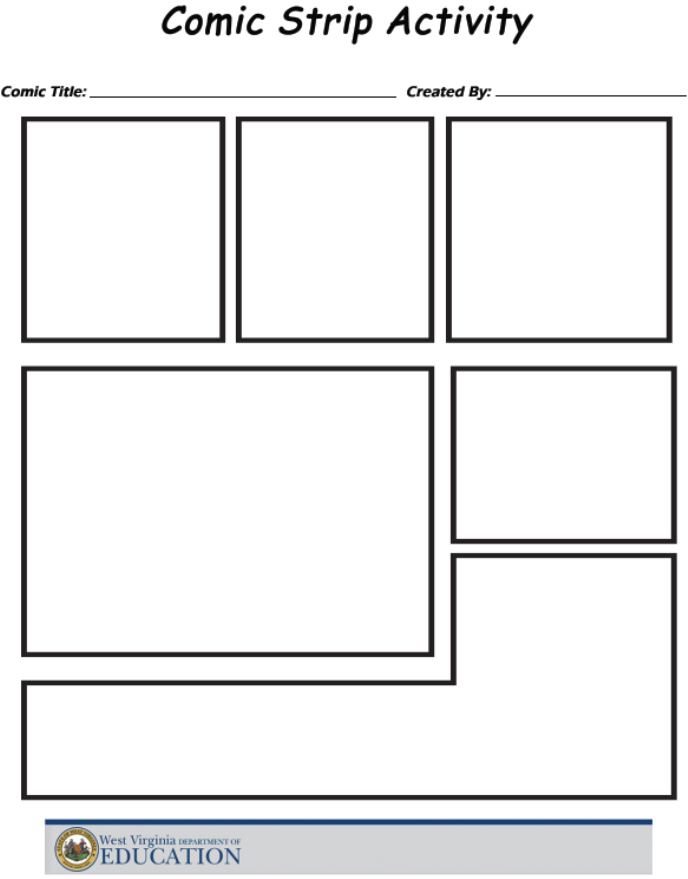 Comic Strip Activity
Comic Title: Created By:
West Virginia DEPARTMENT OF
EDUCATION